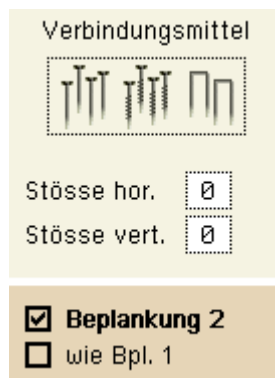 Verbindungsmittel
Stösse hor. 0
Stösse vert. 0
Beplankung 2
wie Bpl. 1